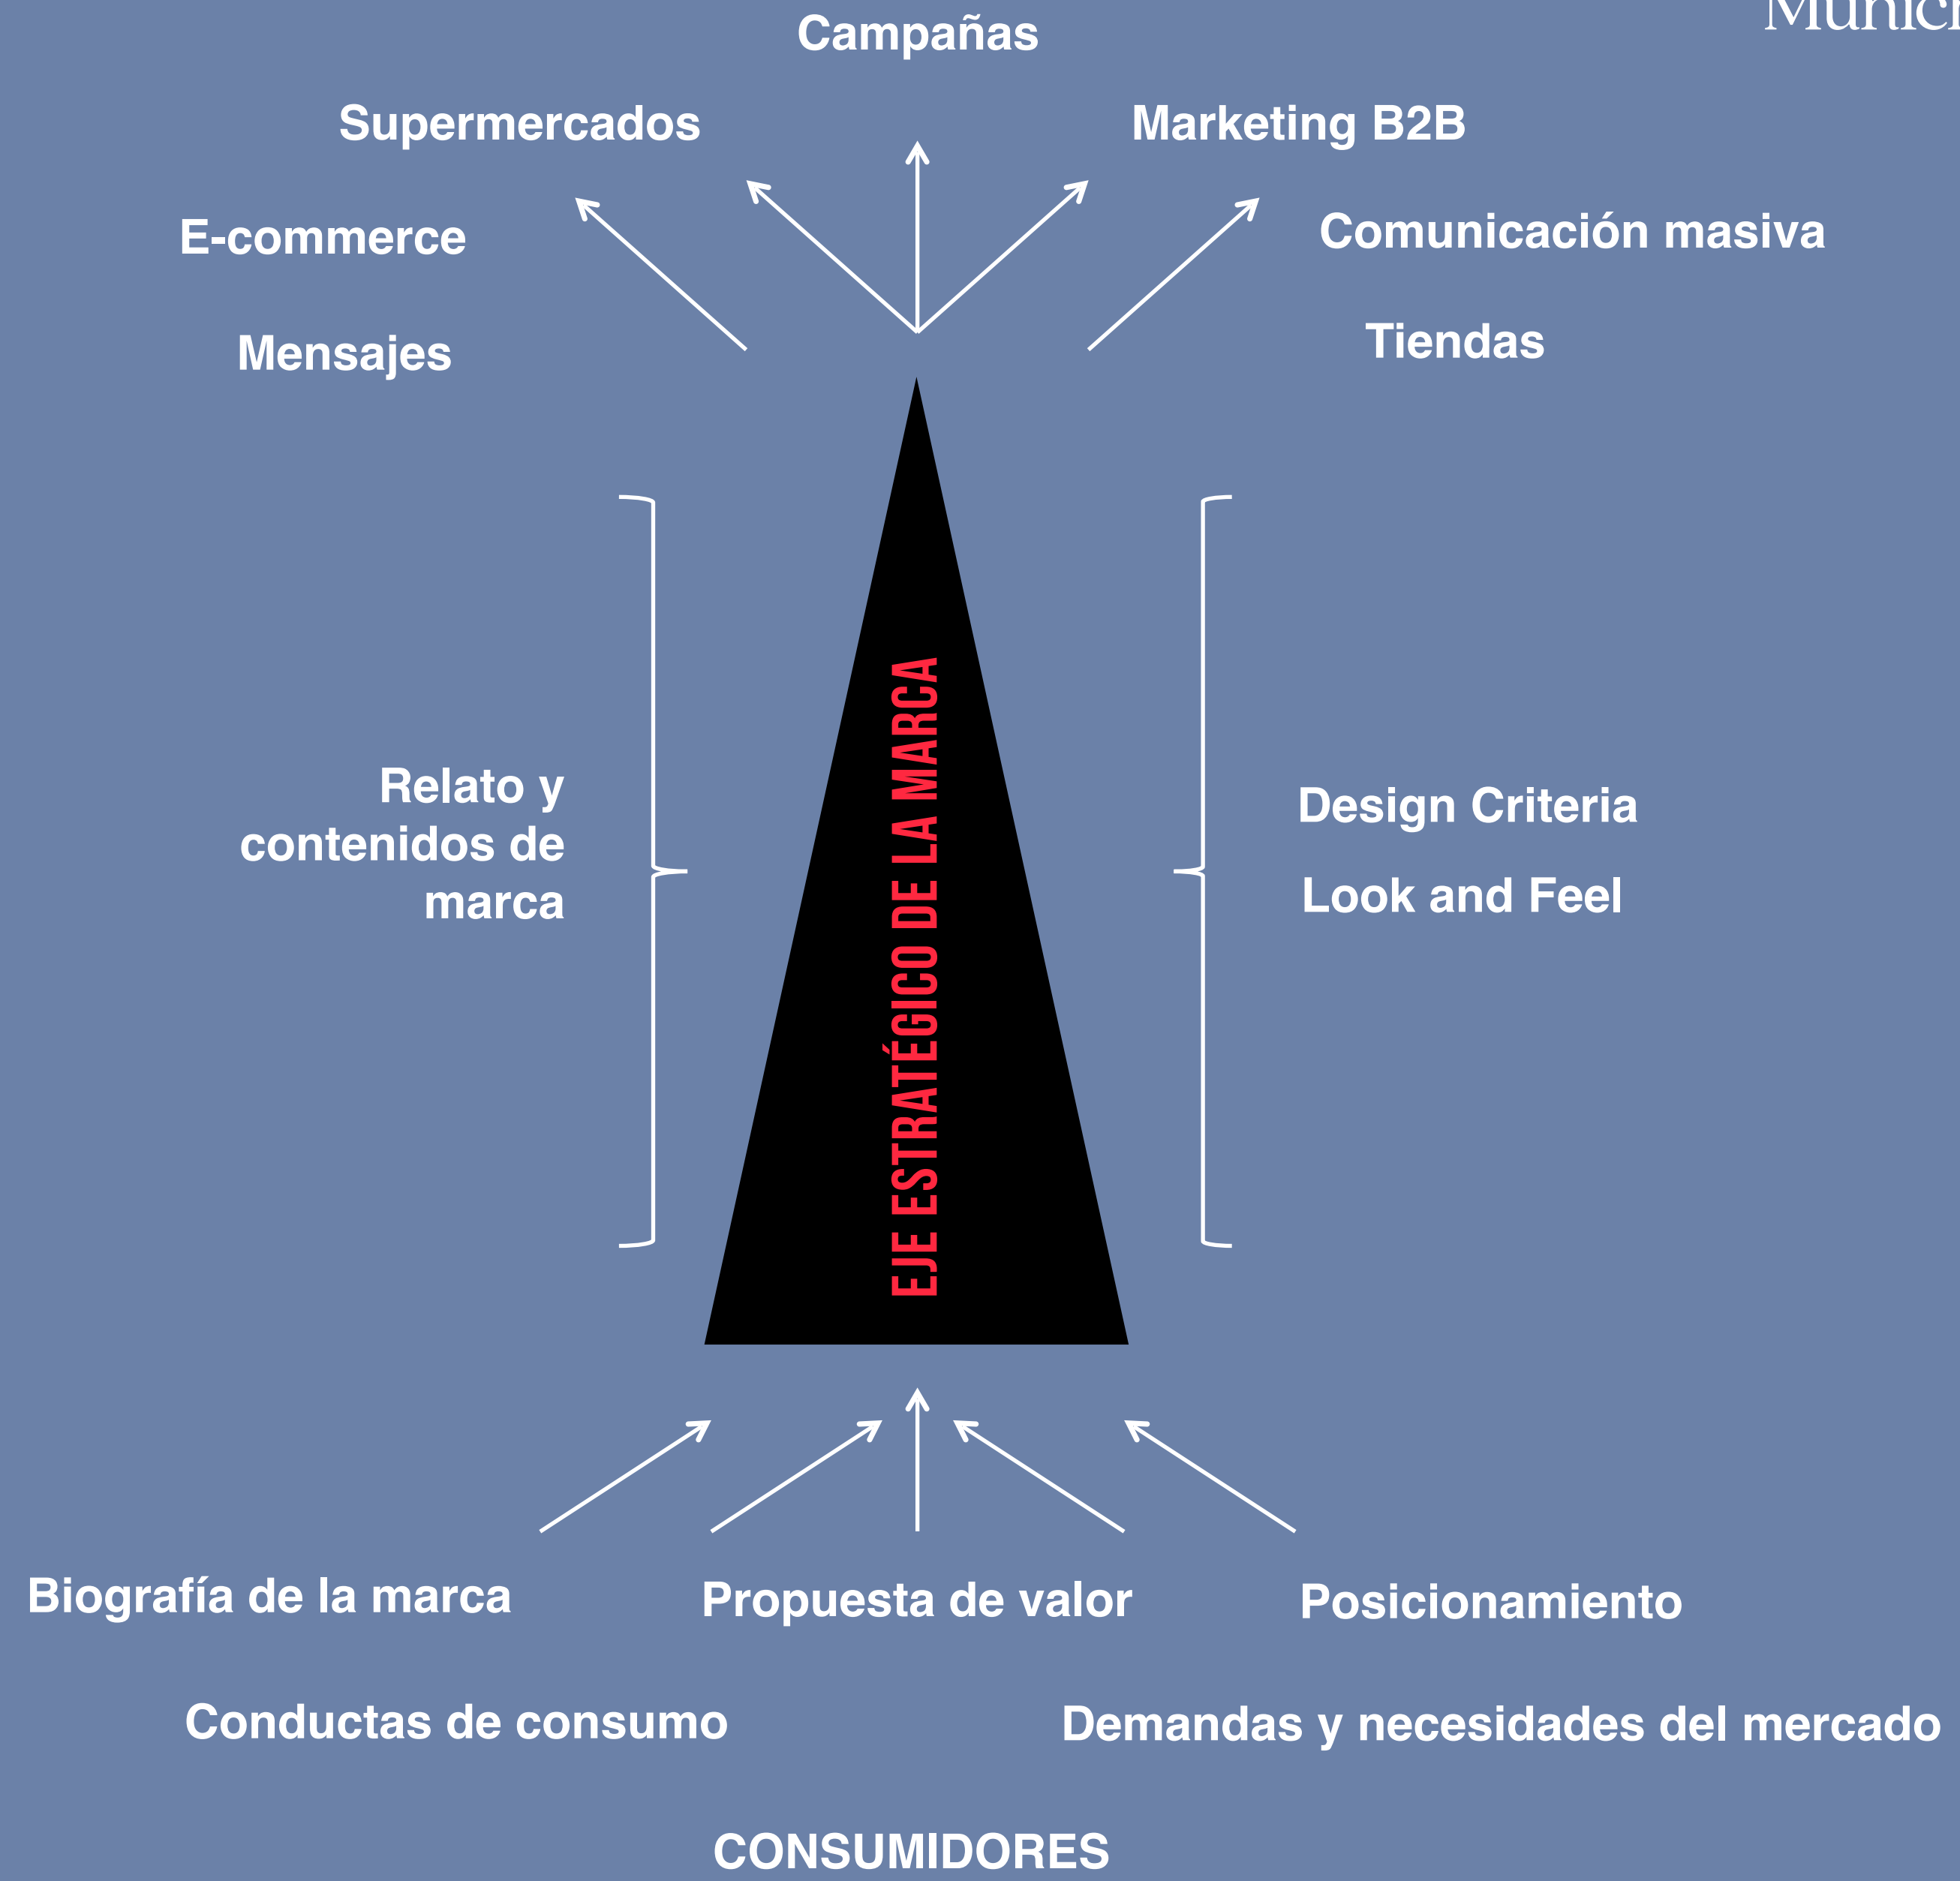 Campañas
Supermercados
Marketing B2B
E-commerce
Comunicación masiva
Mensajes
Tiendas
EJE ESTRATÉGICO DE LA MARCA
Relato y
contenidos de
marca
Design Criteria
Look and Feel
Biografía de la marca
Propuesta de valor
Posicionamiento
Conductas de consumo
Demandas y necesidades del mercado
CONSUMIDORES